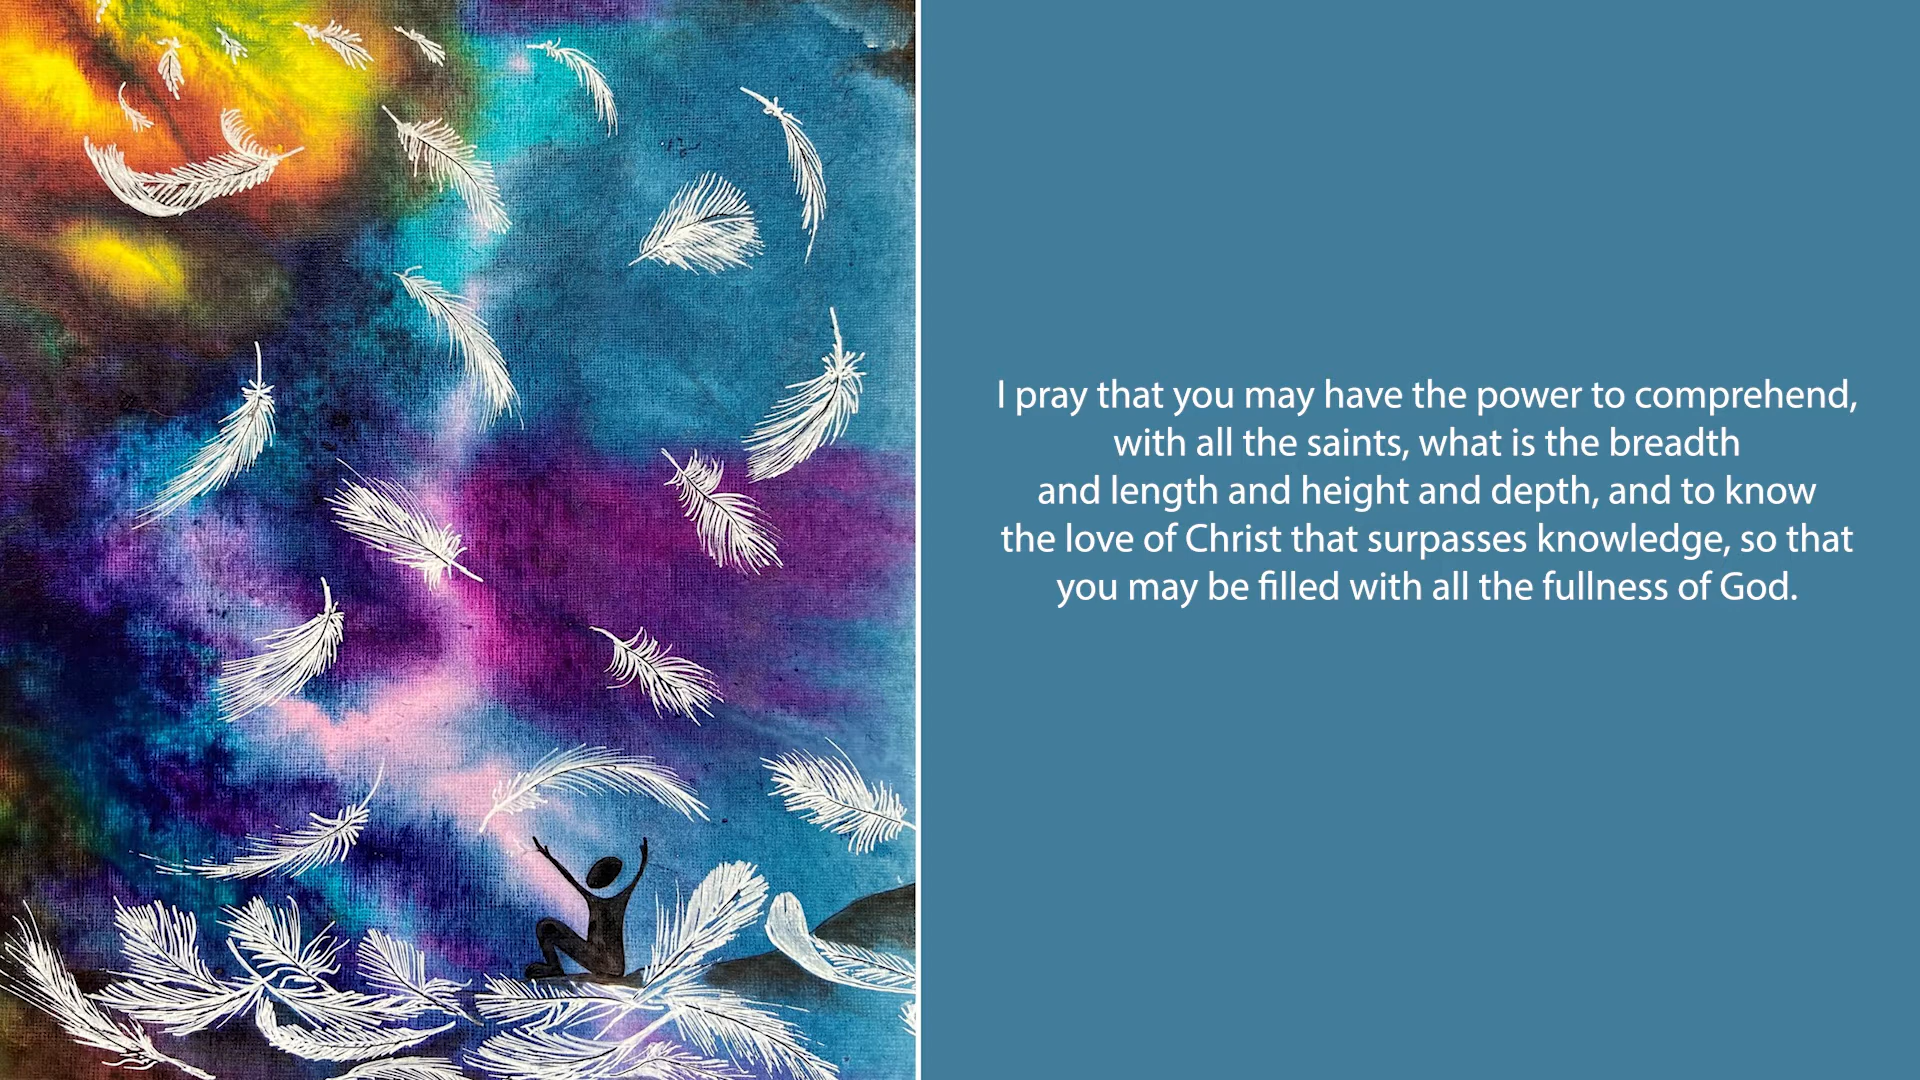 I pray that you may have the power to comprehend,
with all the saints, what is the breadth
and length and height and depth, and to know
the love of Christ that surpasses knowledge, so that
you may be filled with all the fullness of God.